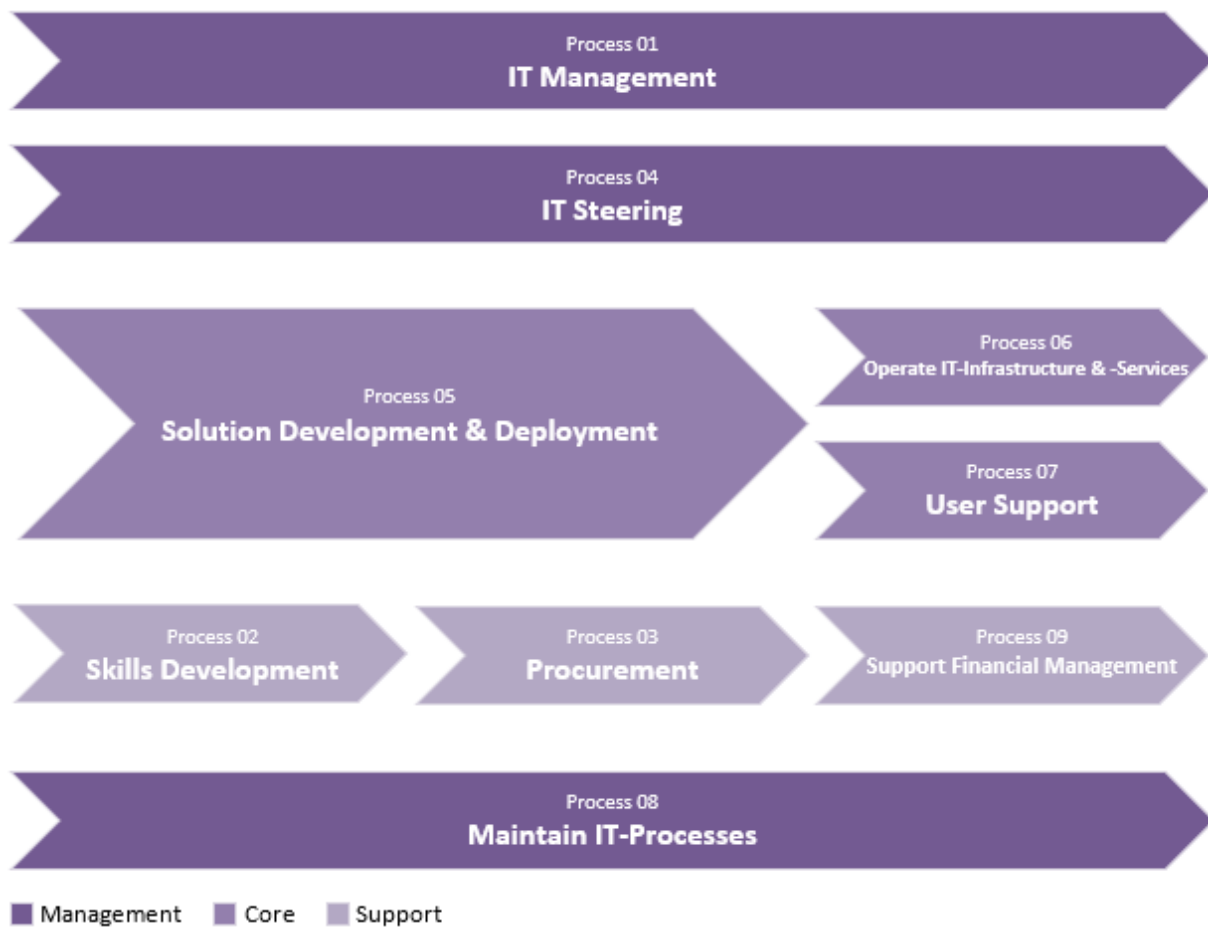 Process 01
IT Management
Process 04
IT Steering
Process 05
Solution Development & Deployment
Process 06
Operate IT-Infrastructure & -Services
Process 07
User Support
Process 02
Skills Development
Process 03
Procurement
Process 09
Support Financial Management
Process 08
Maintain IT-Processes
Management
Core
Support